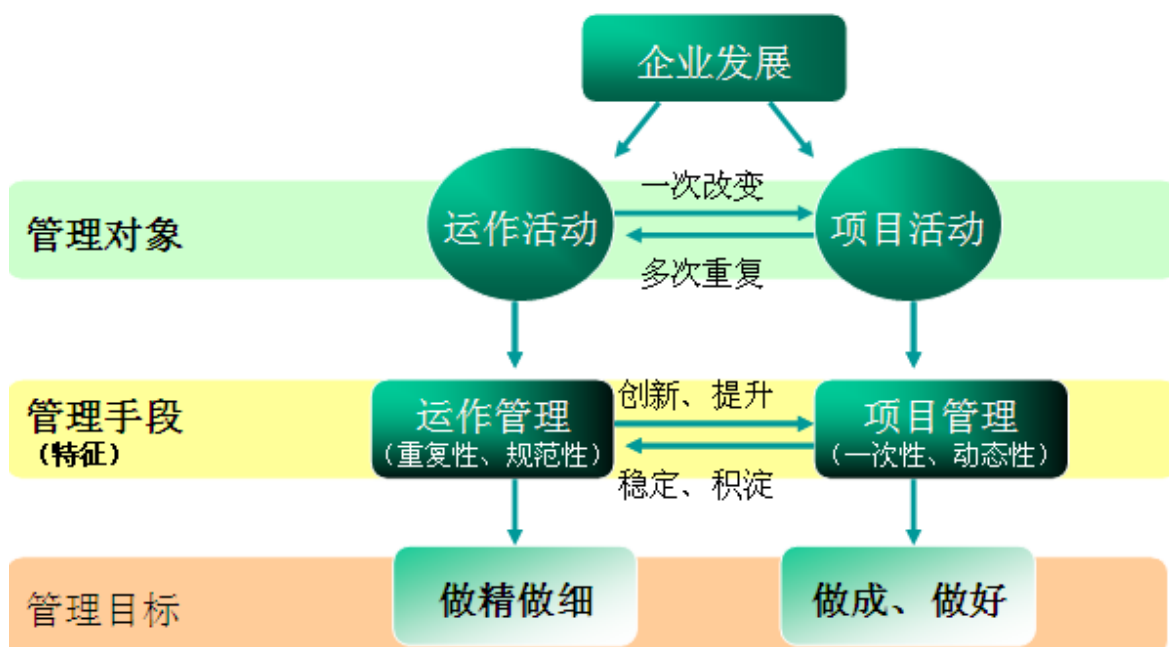 企业发展
一次改变
管理对象
运作活动
项目活动
多次重复
管理手段
（特征）
运作管理
（重复性、规范性）
创新、提升
项目管理
（一次性、动态性）
稳定、积淀
管理目标
做精做细
做成、做好